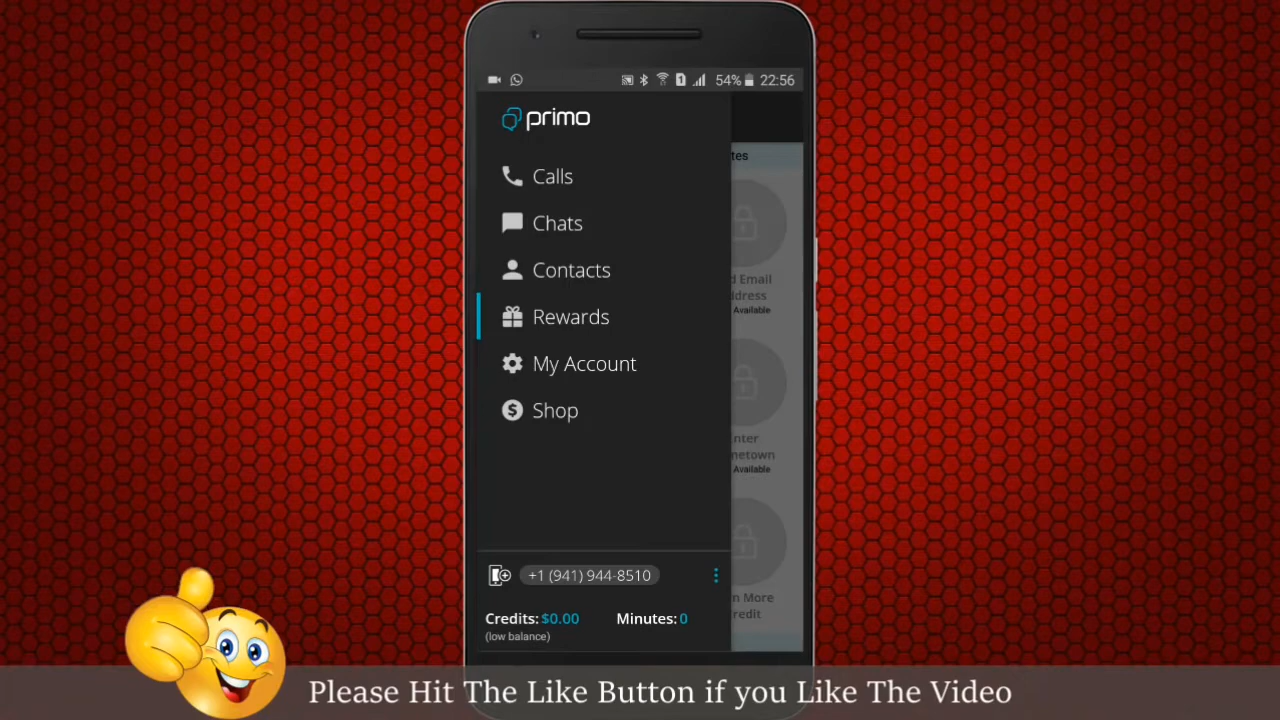 1 54% 22:56
primo
Calls
Chats
Contacts
Rewards
My Account
Shop
tes
d Email
ddress
Available
nter
netown
Available
n More
redit
+1 (941) 944-8510
Credits: $0.00 Minutes: 0
(low balance)
Please Hit The Like Button if you Like The Video